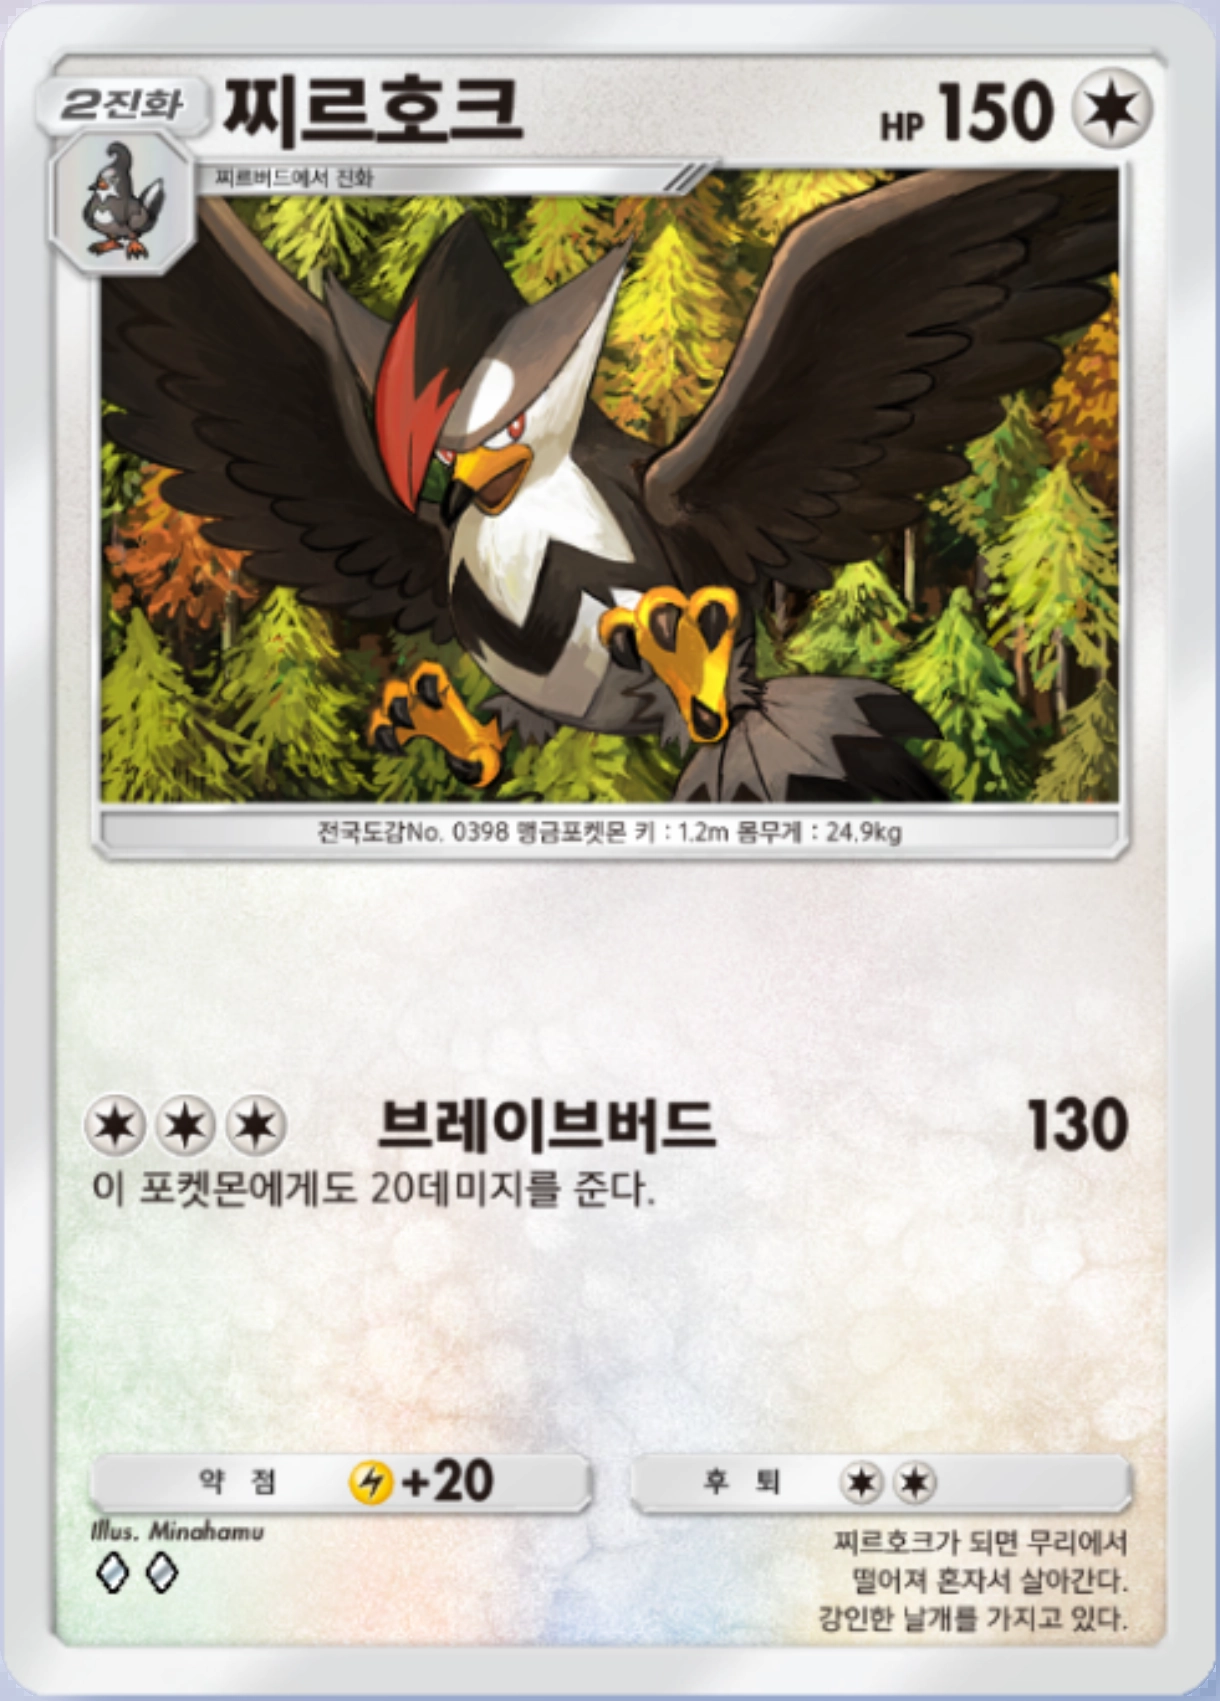 2진화 찌르호크 HP 150
찌르버드에서 진화
전국도감No. 0398 맹금포켓몬 키 : 1.2m 몸무게 : 24.9kg
브레이브버드 130
이 포켓몬에게도 20데미지를 준다.
약점 +20 후퇴
Illus. Minahamu
찌르호크가 되면 무리에서
떨어져 혼자서 살아간다.
강인한 날개를 가지고 있다.